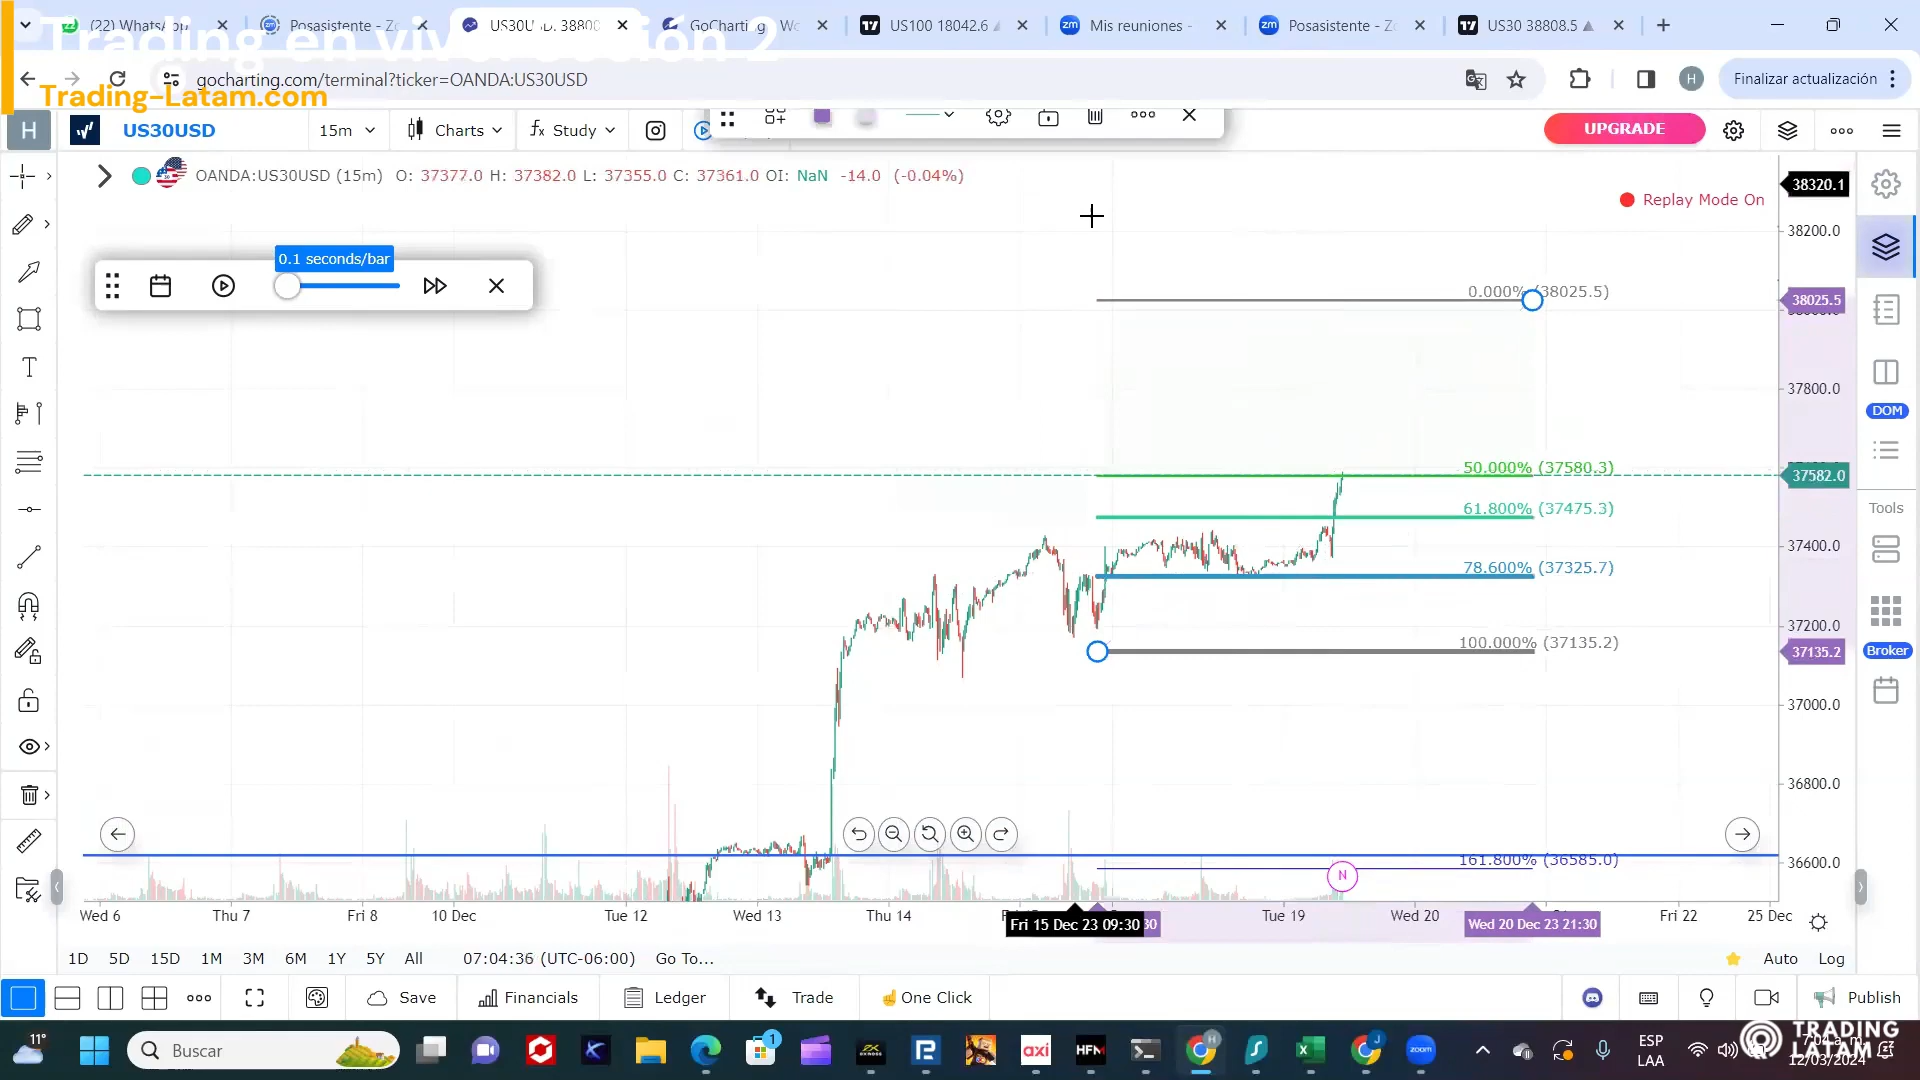 (22) WhatsApp
Posasistente - Zo
US30USD: 38800
GoCharting
US100 18042.6
Mis reuniones -
Posasistente - Zo
US30 38808.5
Trading en vivo
gocharting.com/terminal?ticker=OANDA:US30USD
Finalizar actualización
Trading-Latam.com
H
US30USD
15m
Charts
Study
UPGRADE
OANDA:US30USD (15m) O: 37377.0 H: 37382.0 L: 37355.0 C: 37361.0 OI: NaN -14.0 (-0.04%)
38320.1
Replay Mode On
38200.0
0.1 seconds/bar
0.000% (38025.5)
38025.5
37800.0
DOM
50.000% (37580.3)
37582.0
61.800% (37475.3)
Tools
37400.0
78.600% (37325.7)
37200.0
100.000% (37135.2)
37135.2
Broker
37000.0
36800.0
161.800% (36585.0)
36600.0
N
Wed 6
Thu 7
Fri 8
10 Dec
Tue 12
Wed 13
Thu 14
Tue 19
Wed 20
Fri 22
25 Dec
Fri 15 Dec 23 09:30
30
Wed 20 Dec 23 21:30
1D 5D 15D 1M 3M 6M 1Y 5Y All 07:04:36 (UTC-06:00) Go To...
Auto Log
Save
Financials
Ledger
Trade
One Click
Publish
11°
Buscar
1
axi
HFM
zoom
ESP
LAA
TRADING
LATAM
12/03/2024